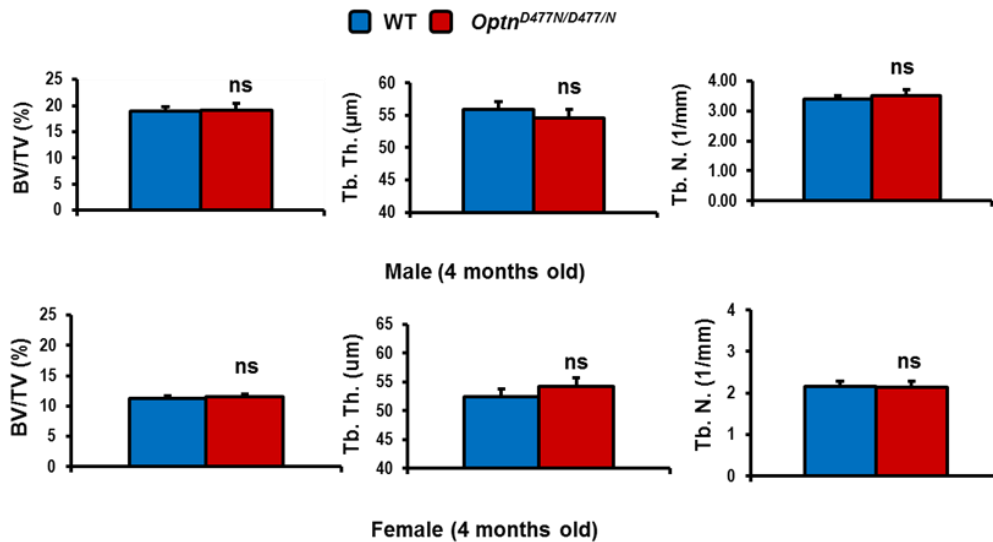 WT Optn^D477N/D477/N
BV/TV (%)
25
20
15
10
5
0
ns
Tb. Th. (µm)
60
55
50
45
40
ns
Tb. N. (1/mm)
4.00
3.00
2.00
1.00
0.00
ns
Male (4 months old)
BV/TV (%)
25
20
15
10
5
0
ns
Tb. Th. (um)
65
60
55
50
45
40
ns
Tb. N. (1/mm)
4
3
2
1
0
ns
Female (4 months old)